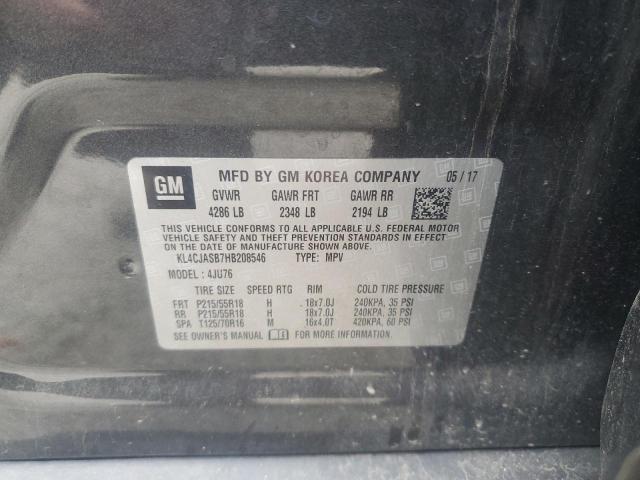 GM
MFD BY GM KOREA COMPANY 05/17
GVWR GAWR FRT GAWR RR
4286 LB 2348 LB 2194 LB
THIS VEHICLE CONFORMS TO ALL APPLICABLE U.S. FEDERAL MOTOR
VEHICLE SAFETY AND THEFT PREVENTION STANDARDS IN EFFECT ON
THE DATE OF MANUFACTURE SHOWN ABOVE.
KL4CJASB7HB208546 TYPE: MPV
MODEL: 4JU76
TIRE SIZE SPEED RTG RIM COLD TIRE PRESSURE
FRT P215/55R18 H 18x7.0J 240KPA, 35 PSI
RR P215/55R18 H 18x7.0J 240KPA, 35 PSI
SPA T125/70R16 M 16x4.0T 420KPA, 60 PSI
SEE OWNER'S MANUAL FOR MORE INFORMATION